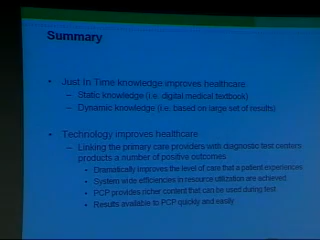 Summary
• Just In Time knowledge improves healthcare
– Static knowledge (i.e. digital medical textbook)
– Dynamic knowledge (i.e. based on large set of results)
• Technology improves healthcare
– Linking the primary care providers with diagnostic test centers
products a number of positive outcomes
• Dramatically improves the level of care that a patient experiences
• System wide efficiencies in resource utilization are achieved
• PCP provides richer content that can be used during test
• Results available to PCP quickly and easily